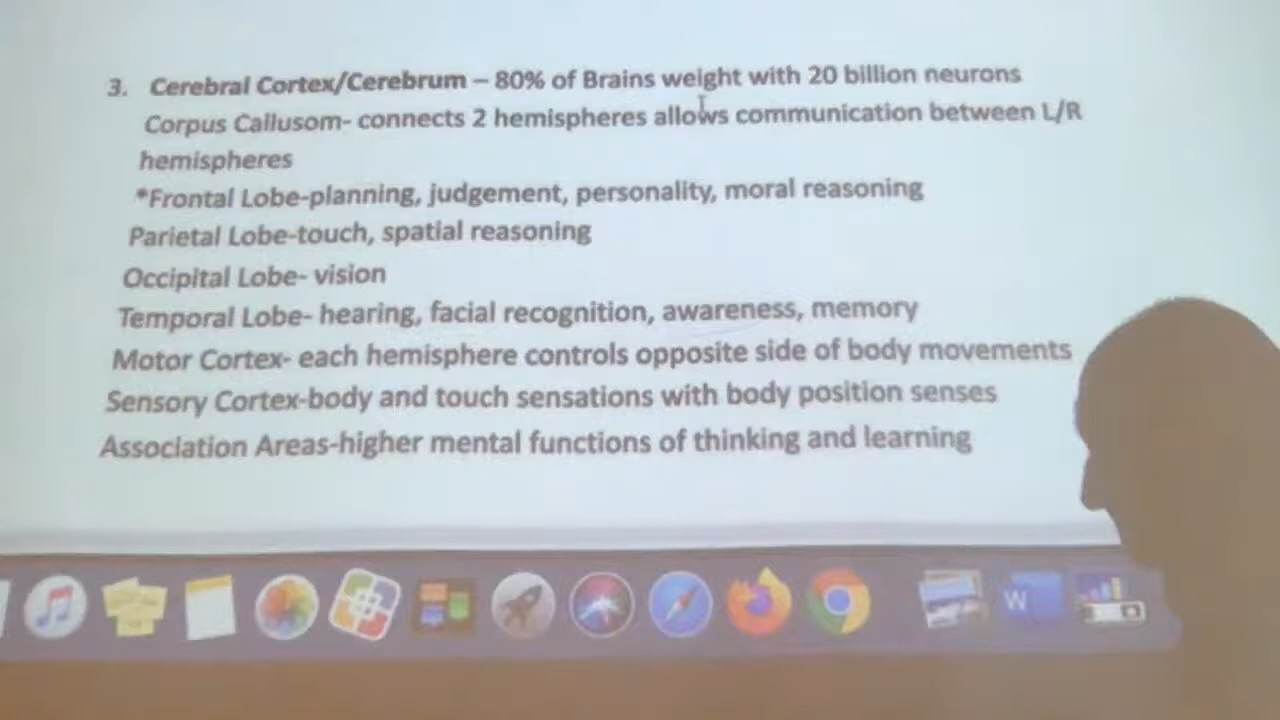 3. Cerebral Cortex/Cerebrum – 80% of Brains weight with 20 billion neurons
Corpus Callusom- connects 2 hemispheres allows communication between L/R
hemispheres
*Frontal Lobe-planning, judgement, personality, moral reasoning
Parietal Lobe-touch, spatial reasoning
Occipital Lobe- vision
Temporal Lobe- hearing, facial recognition, awareness, memory
Motor Cortex- each hemisphere controls opposite side of body movements
Sensory Cortex-body and touch sensations with body position senses
Association Areas-higher mental functions of thinking and learning
W